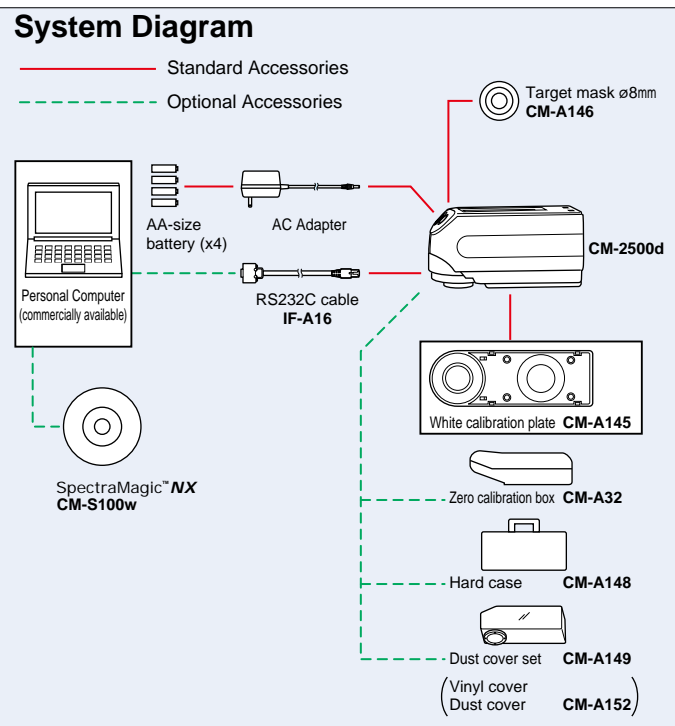 System Diagram
Standard Accessories
Optional Accessories
Target mask ø8mm
CM-A146
AA-size
battery (x4)
AC Adapter
CM-2500d
Personal Computer
(commercially available)
RS232C cable
IF-A16
White calibration plate CM-A145
SpectraMagic™ NX
CM-S100w
Zero calibration box CM-A32
Hard case CM-A148
Dust cover set CM-A149
(Vinyl cover
Dust cover CM-A152)